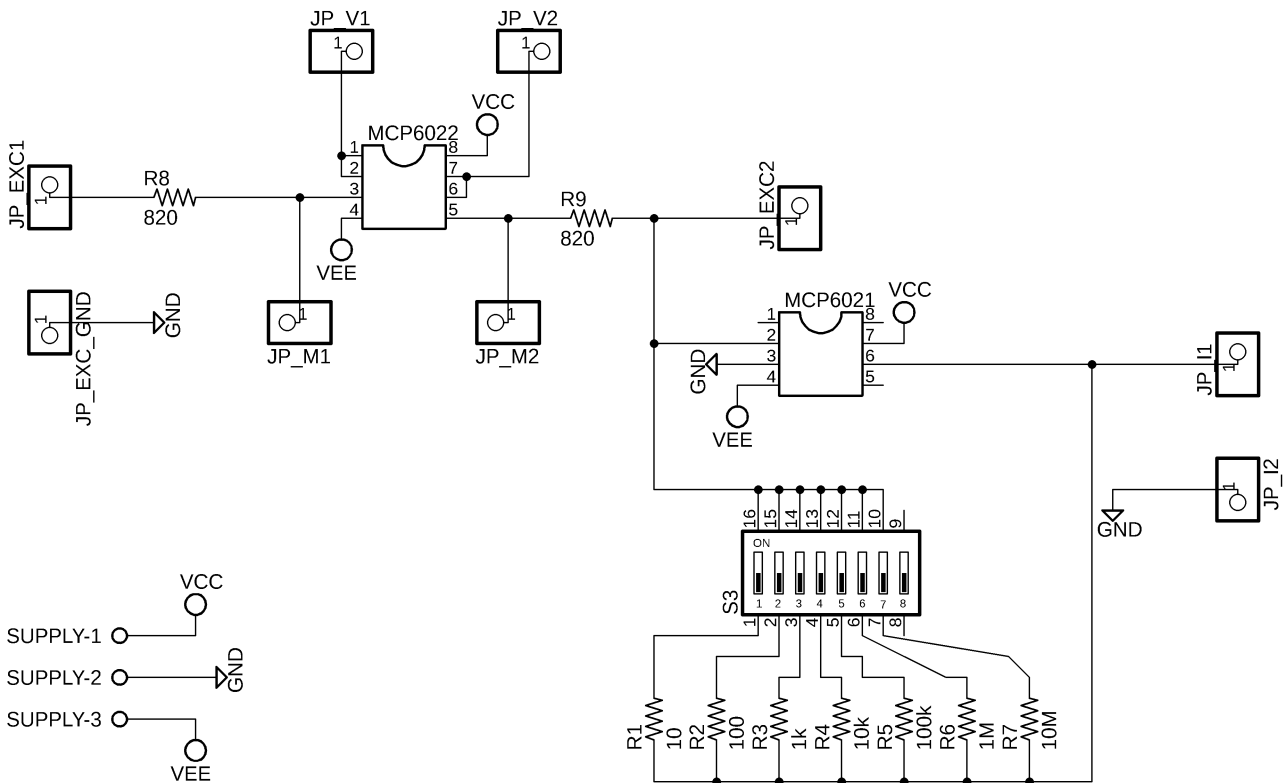 JP_V1
1
JP_V2
1
VCC
MCP6022
1
2
3
4
8
7
6
5
VEE
JP_EXC1
1
R8
820
JP_EXC_GND
1
GND
JP_M1
1
JP_M2
1
R9
820
JP_EXC2
1
MCP6021
1
2
3
4
8
7
6
5
VCC
GND
VEE
JP_I1
1
JP_I2
1
GND
16
15
14
13
12
11
10
9
ON
1 2 3 4 5 6 7 8
S3
1
2
3
4
5
6
7
8
R1
10
R2
100
R3
1k
R4
10k
R5
100k
R6
1M
R7
10M
VCC
SUPPLY-1
SUPPLY-2
GND
SUPPLY-3
VEE